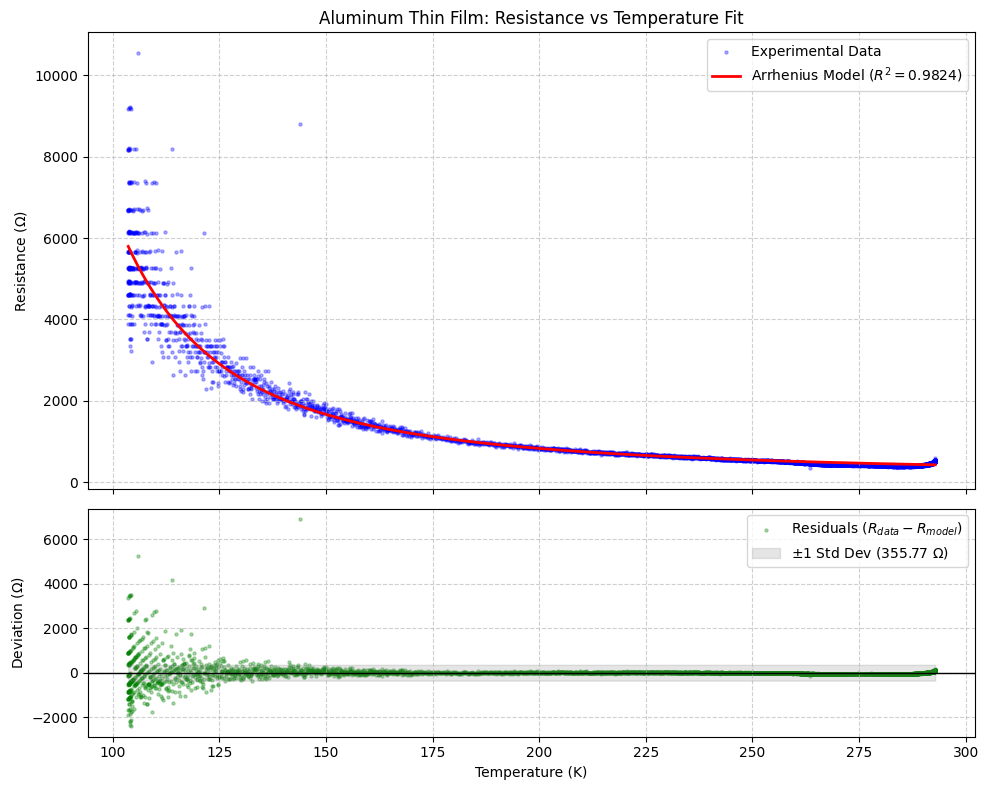 Aluminum Thin Film: Resistance vs Temperature Fit
Experimental Data
Arrhenius Model (R² = 0.9824)
10000
8000
6000
4000
2000
0
Resistance (Ω)
Residuals (R_data − R_model)
±1 Std Dev (355.77 Ω)
6000
4000
2000
0
−2000
Deviation (Ω)
100 125 150 175 200 225 250 275 300
Temperature (K)